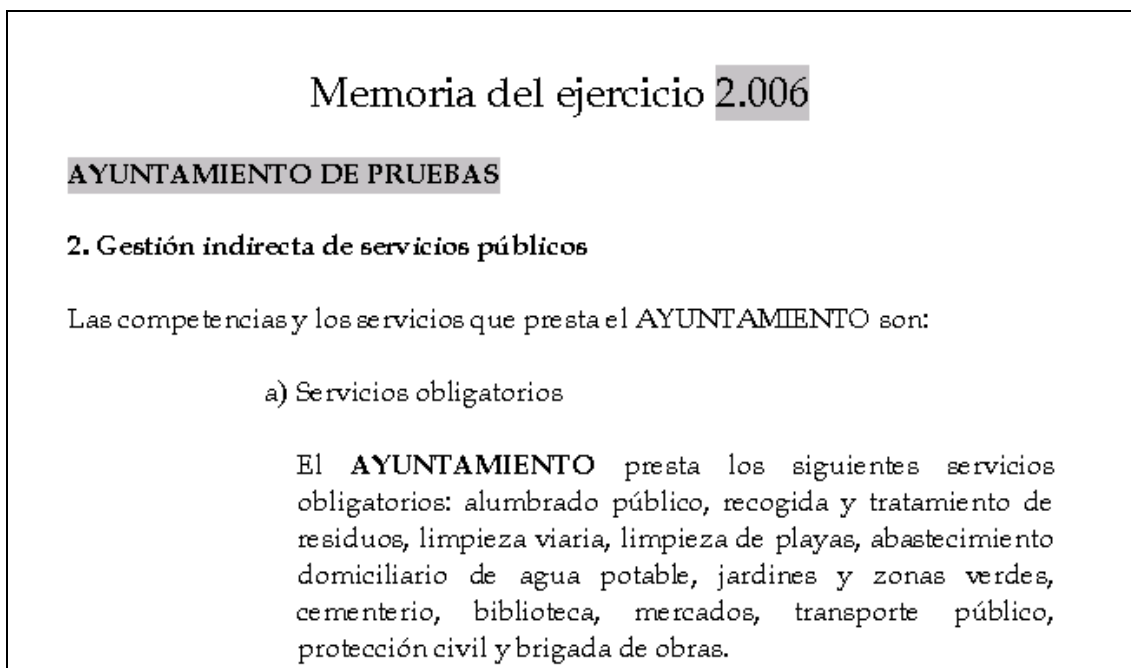 Memoria del ejercicio 2.006
AYUNTAMIENTO DE PRUEBAS
2. Gestión indirecta de servicios públicos
Las competencias y los servicios que presta el AYUNTAMIENTO son:
a) Servicios obligatorios
El AYUNTAMIENTO presta los siguientes servicios
obligatorios: alumbrado público, recogida y tratamiento de
residuos, limpieza viaria, limpieza de playas, abastecimiento
domiciliario de agua potable, jardines y zonas verdes,
cementerio, biblioteca, mercados, transporte público,
protección civil y brigada de obras.